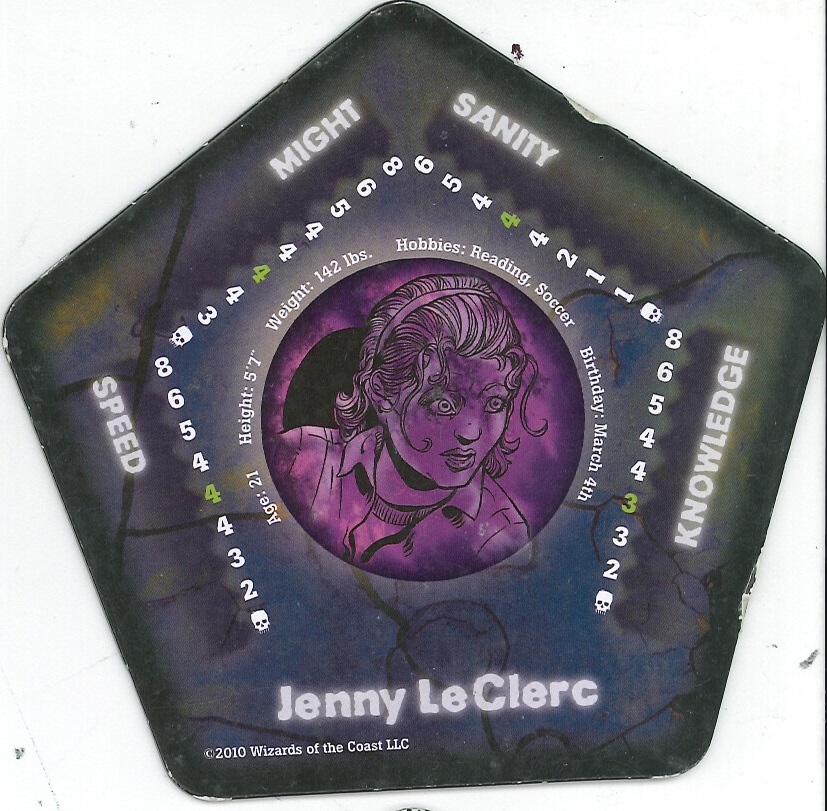 MIGHT
3 4 4 4 4 5 6 8
SANITY
6 5 4 4 4 2 1 1
SPEED
8 6 5 4 4 4 3 2
KNOWLEDGE
8 6 5 4 4 3 3 2
Age: 21
Height: 5'7"
Weight: 142 lbs.
Hobbies: Reading, Soccer
Birthday: March 4th
Jenny LeClerc
©2010 Wizards of the Coast LLC